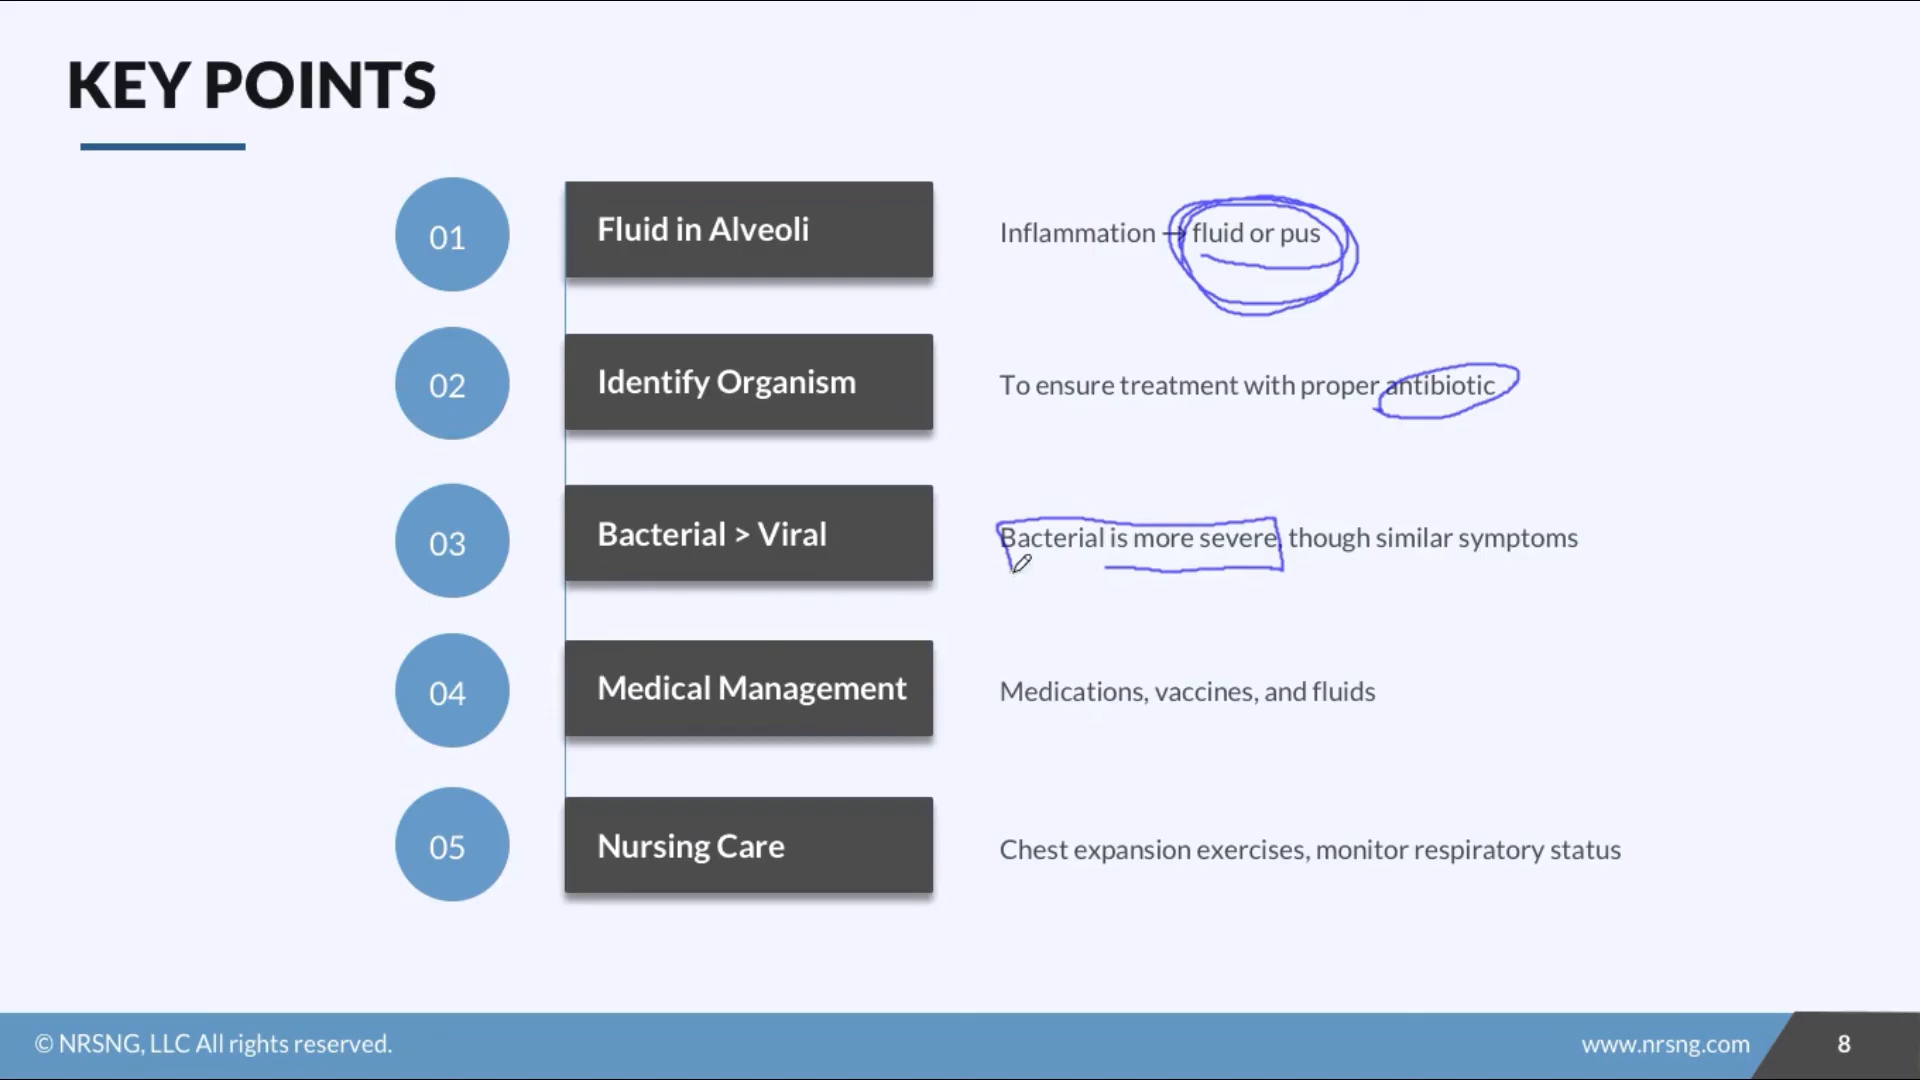 KEY POINTS
01
Fluid in Alveoli
Inflammation → fluid or pus
02
Identify Organism
To ensure treatment with proper antibiotic
03
Bacterial > Viral
Bacterial is more severe, though similar symptoms
04
Medical Management
Medications, vaccines, and fluids
05
Nursing Care
Chest expansion exercises, monitor respiratory status
© NRSNG, LLC All rights reserved.
www.nrsng.com
8